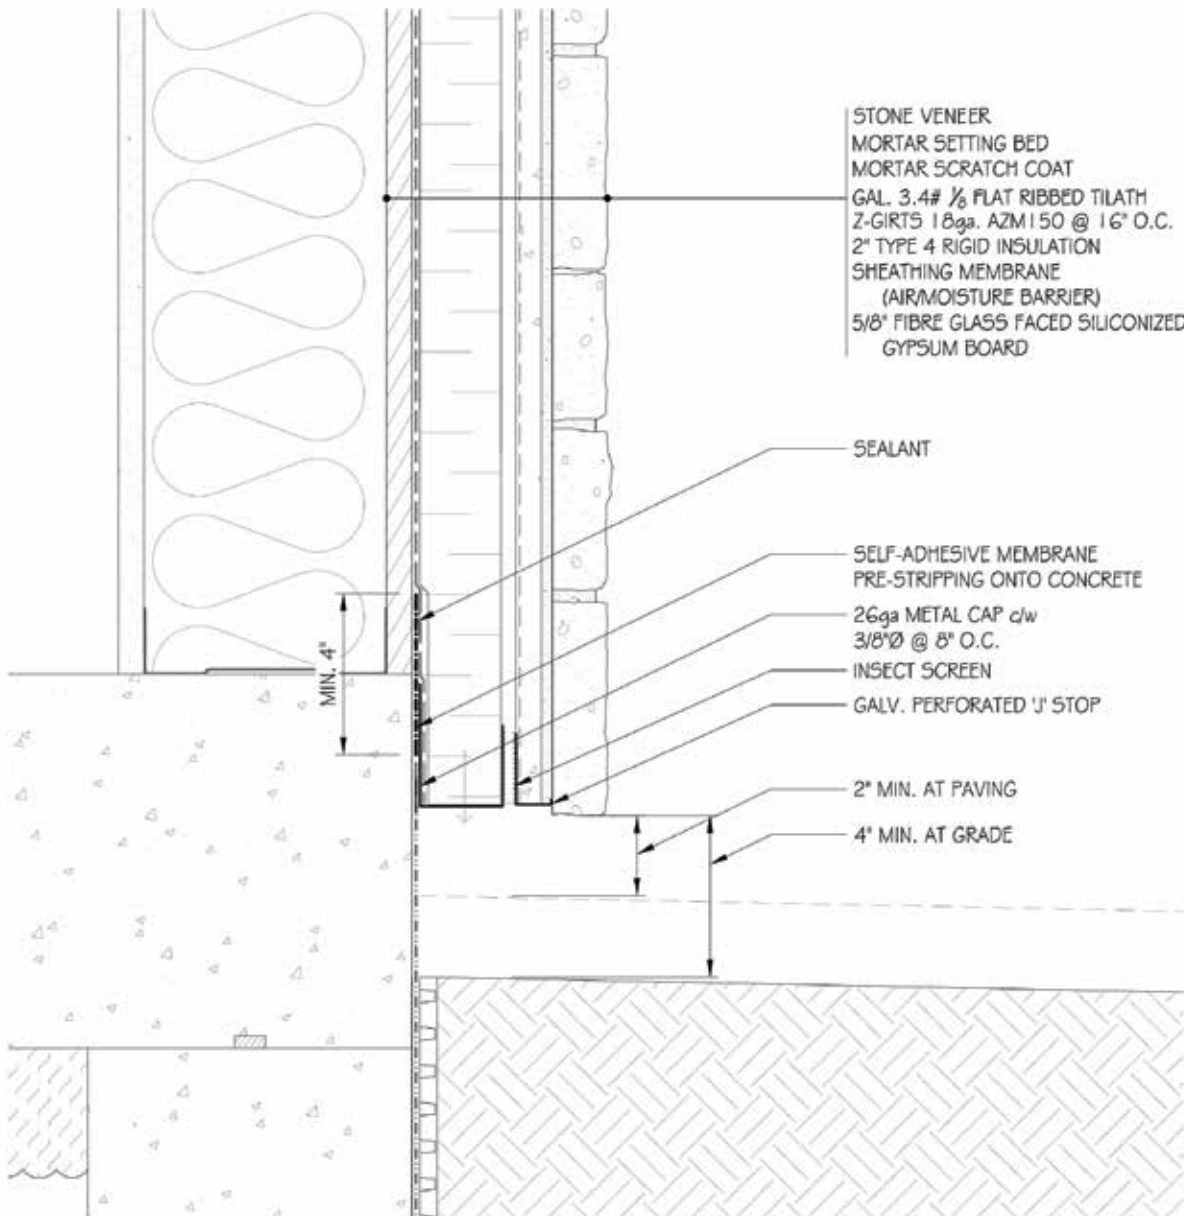 STONE VENEER
MORTAR SETTING BED
MORTAR SCRATCH COAT
GAL. 3.4# ⅛ FLAT RIBBED TILATH
Z-GIRTS 18ga. AZM150 @ 16" O.C.
2" TYPE 4 RIGID INSULATION
SHEATHING MEMBRANE
(AIR/MOISTURE BARRIER)
5/8" FIBRE GLASS FACED SILICONIZED
GYPSUM BOARD
SEALANT
SELF-ADHESIVE MEMBRANE
PRE-STRIPPING ONTO CONCRETE
26ga METAL CAP c/w
3/8"Ø @ 8" O.C.
INSECT SCREEN
GALV. PERFORATED 'J' STOP
2" MIN. AT PAVING
4" MIN. AT GRADE
MIN. 4"